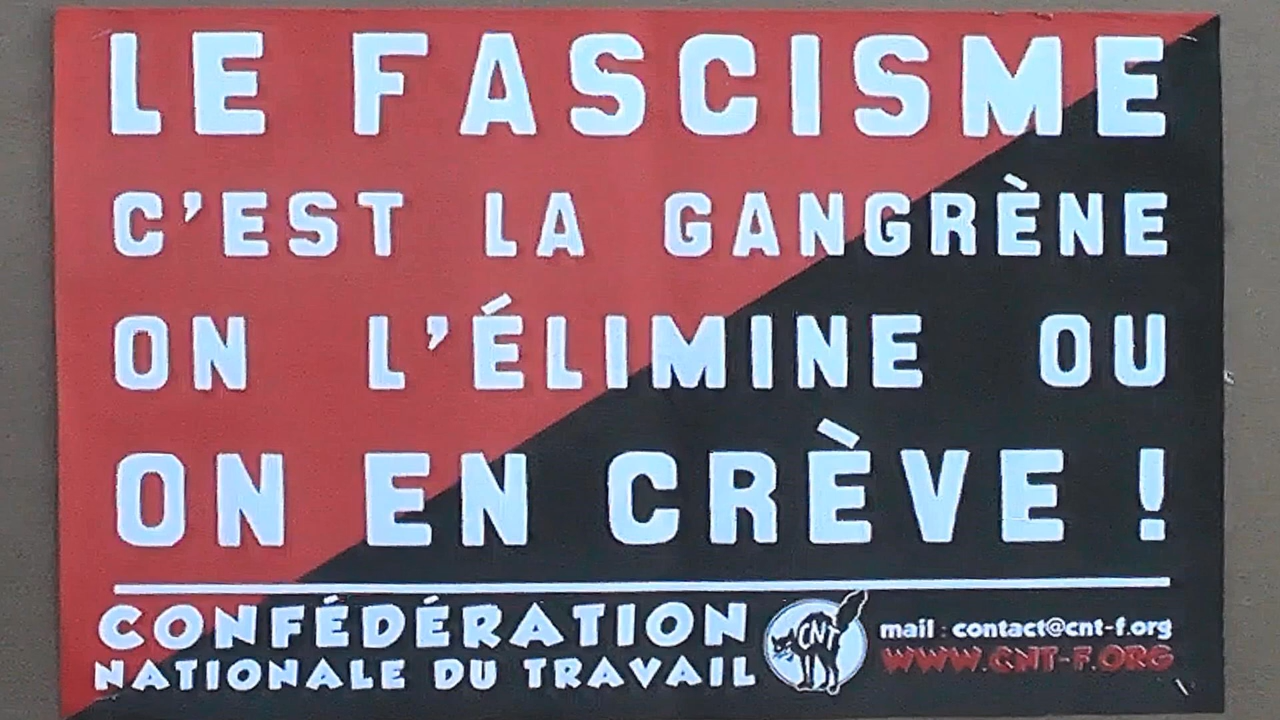 LE FASCISME
C'EST LA GANGRÈNE
ON L'ÉLIMINE OU
ON EN CRÈVE !
CONFÉDÉRATION
NATIONALE DU TRAVAIL
CNT
mail : contact@cnt-f.org
WWW.CNT-F.ORG